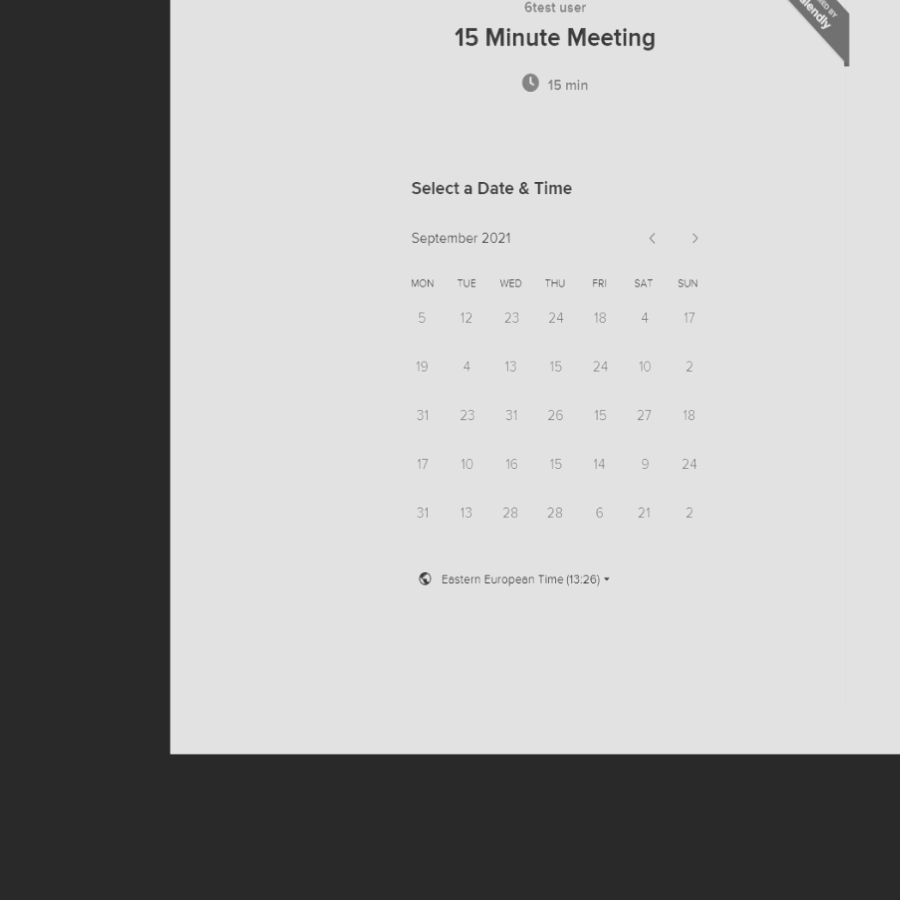 6test user
15 Minute Meeting
15 min
Select a Date & Time
September 2021
MON TUE WED THU FRI SAT SUN
5 12 23 24 18 4 17
19 4 13 15 24 10 2
31 23 31 26 15 27 18
17 10 16 15 14 9 24
31 13 28 28 6 21 2
Eastern European Time (13:26)